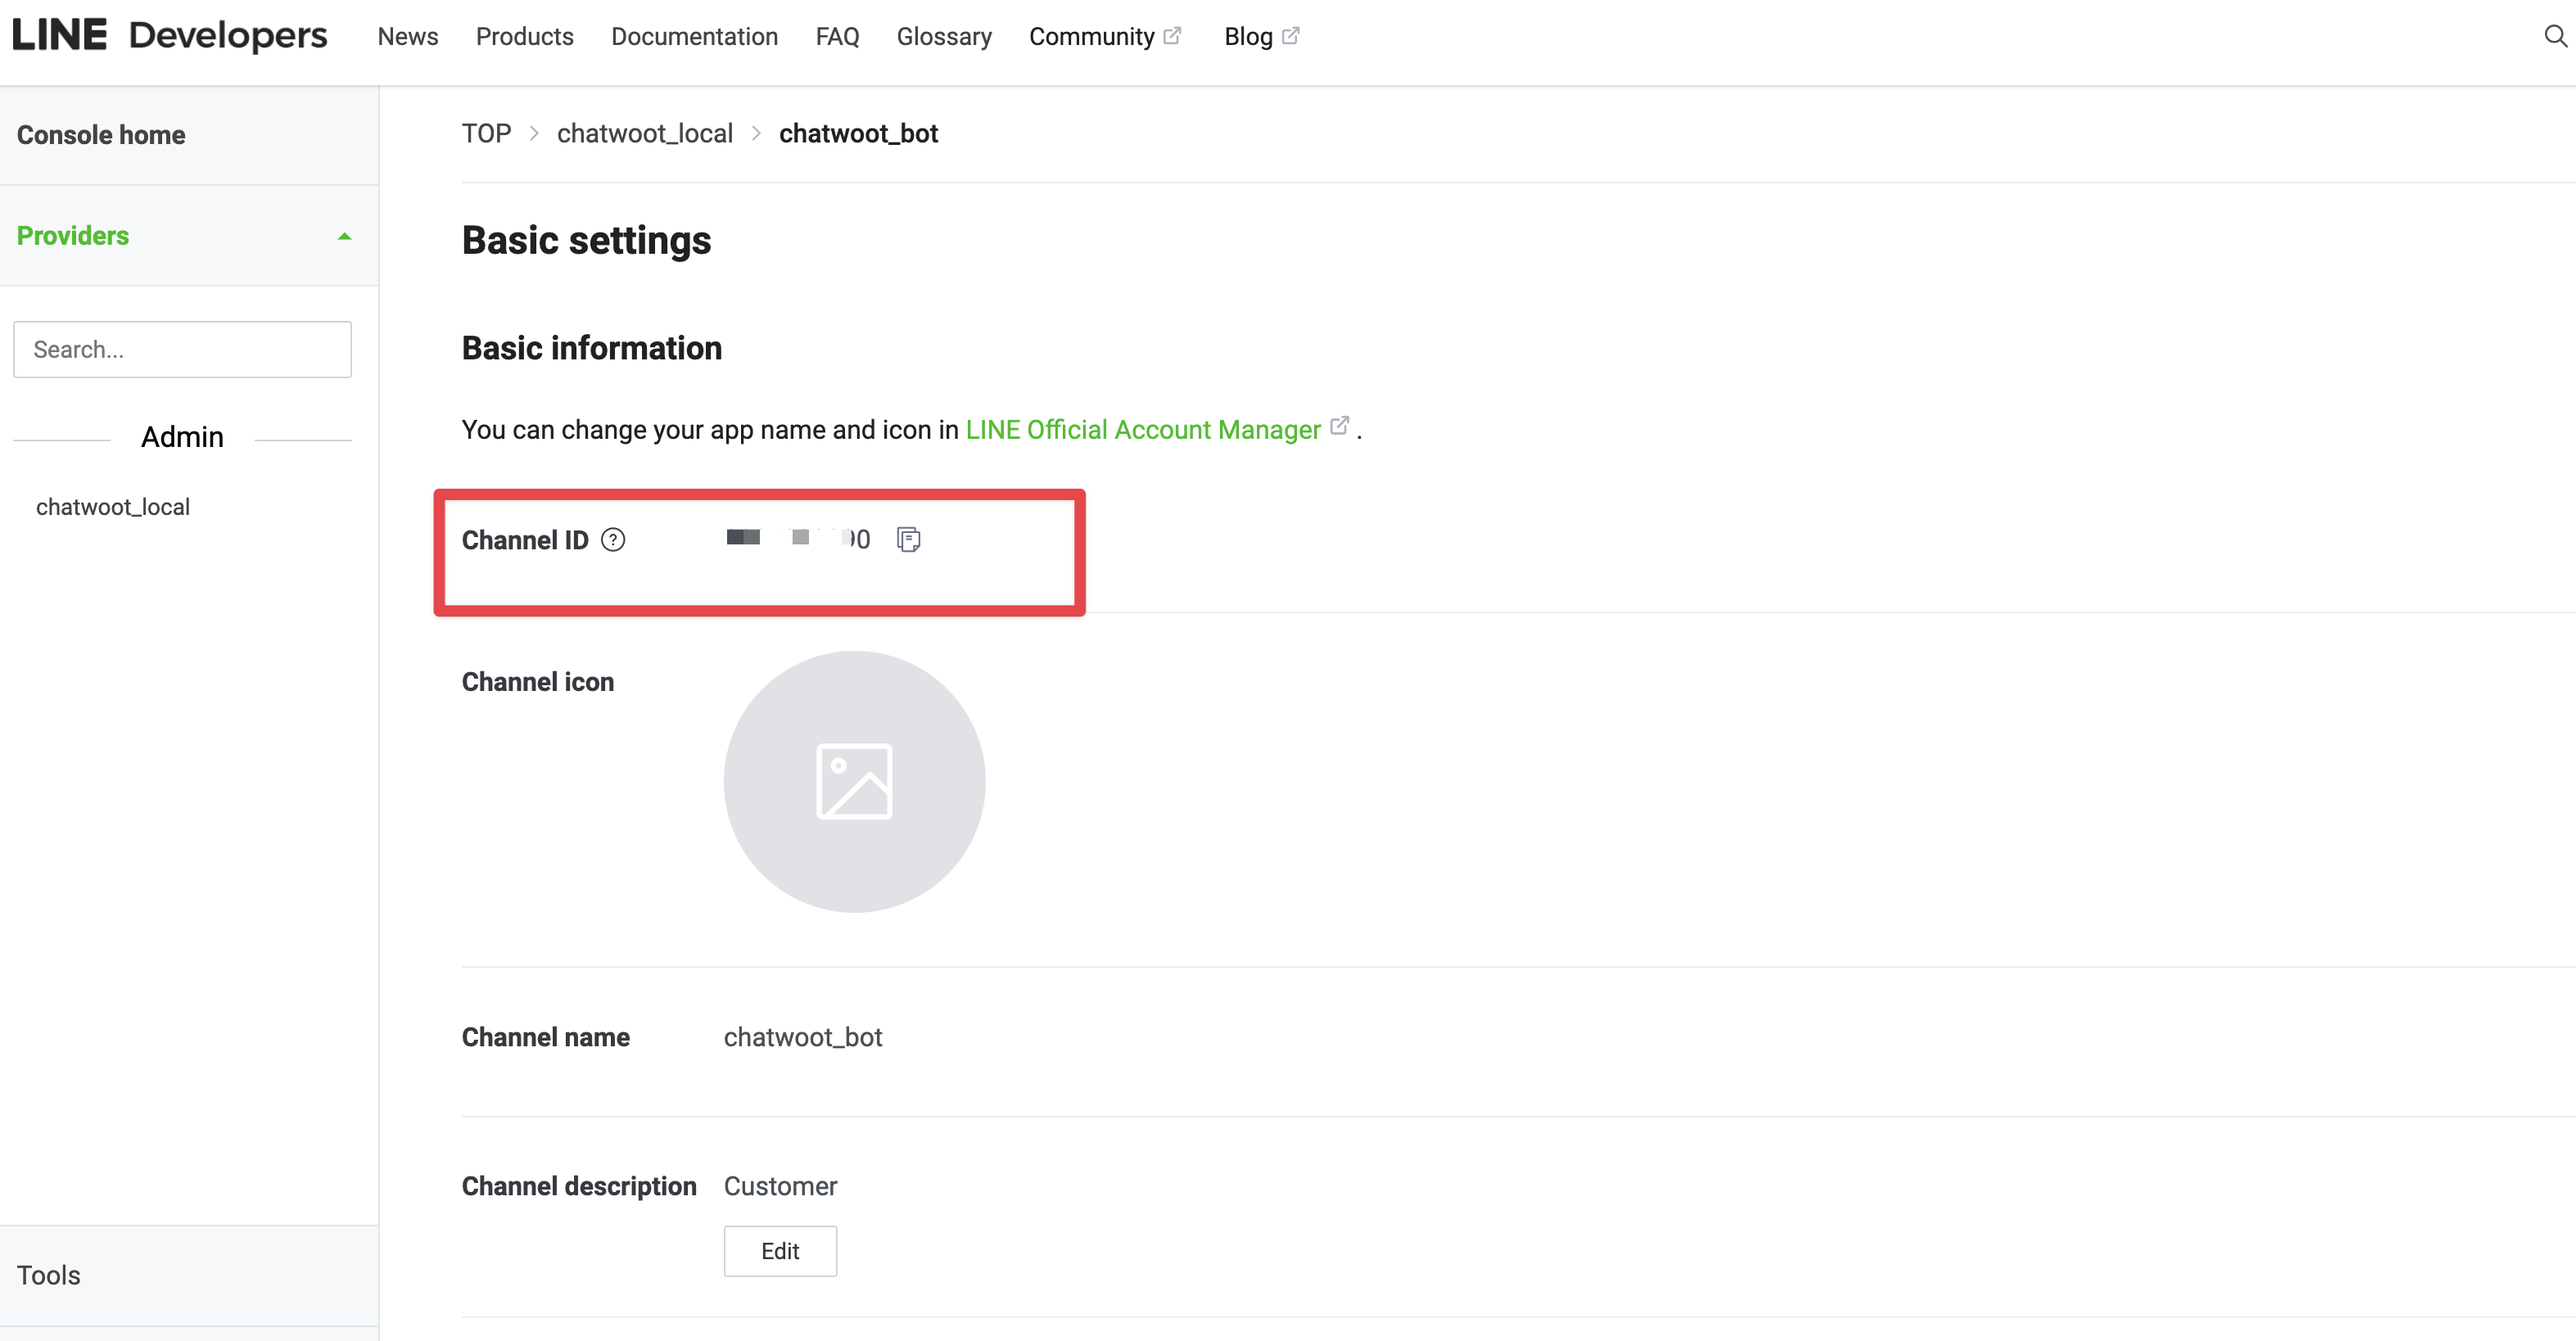 LINE Developers News Products Documentation FAQ Glossary Community Blog
Console home
Providers
Search...
Admin
chatwoot_local
Tools
TOP > chatwoot_local > chatwoot_bot
Basic settings
Basic information
You can change your app name and icon in LINE Official Account Manager .
Channel ID ?
Channel icon
Channel name chatwoot_bot
Channel description Customer
Edit